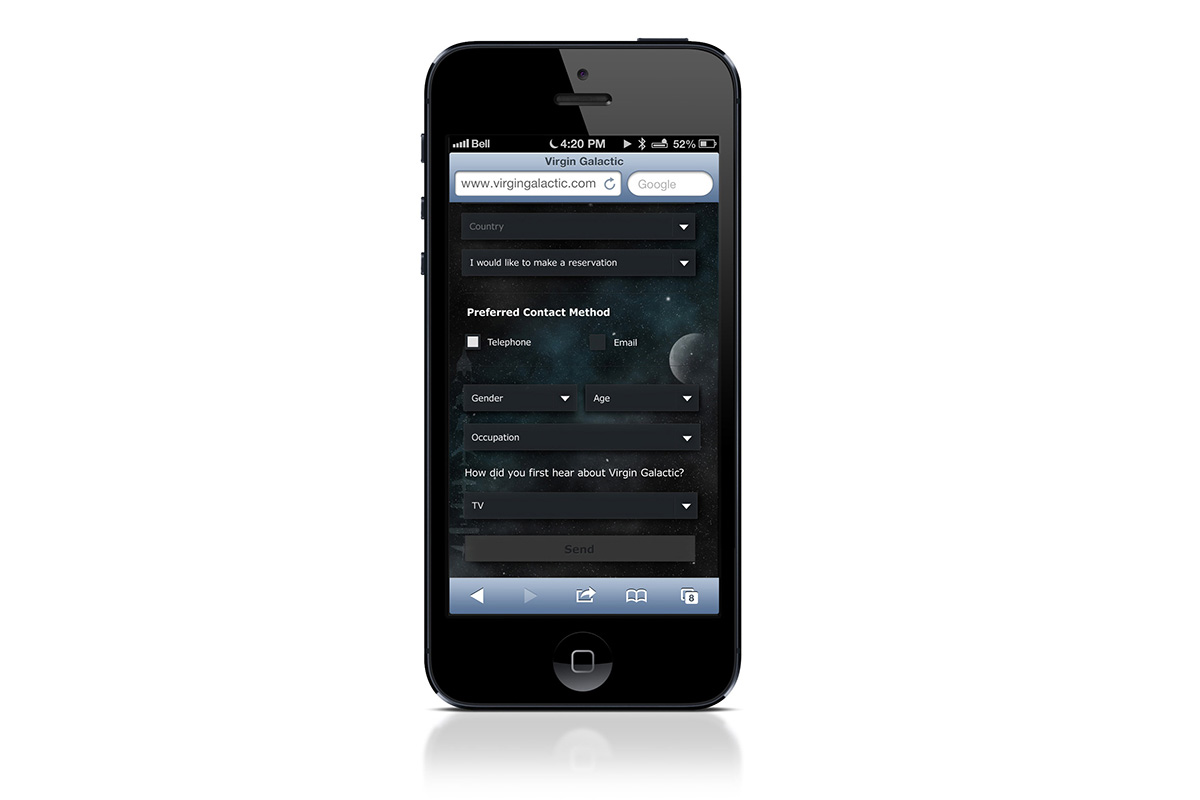 Bell 4:20 PM 52%
Virgin Galactic
www.virgingalactic.com Google
Country
I would like to make a reservation
Preferred Contact Method
Telephone Email
Gender Age
Occupation
How did you first hear about Virgin Galactic?
TV
Send
8